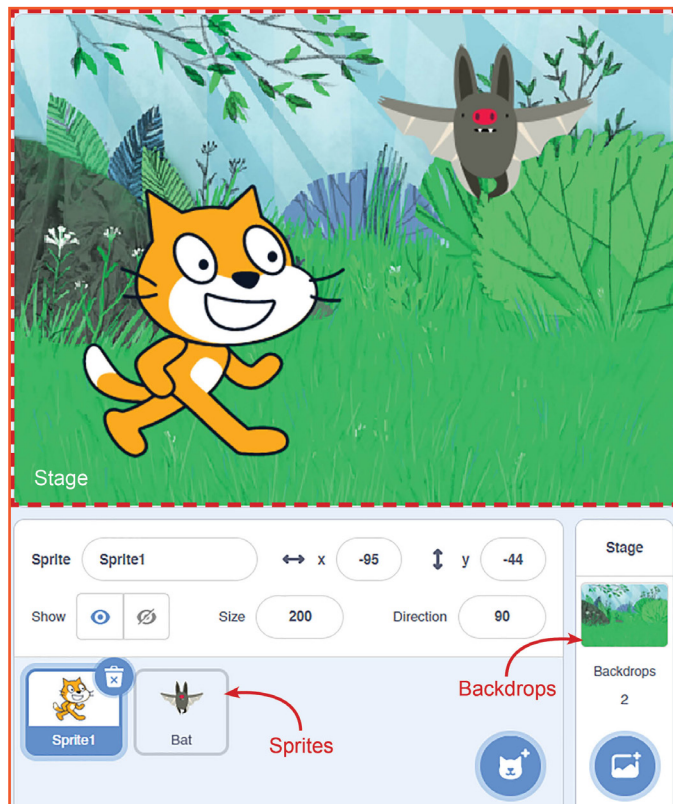 Stage
Sprite Sprite1 x -95 y -44
Show Size 200 Direction 90
Sprite1
Bat
Sprites
Stage
Backdrops
Backdrops
2